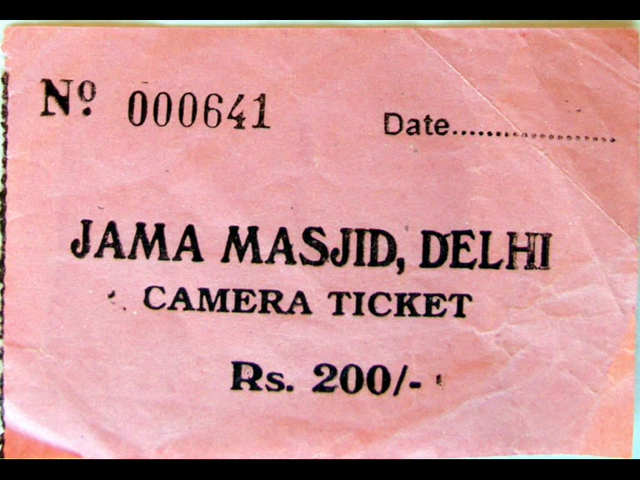 Nº 000641 Date....................
JAMA MASJID, DELHI
CAMERA TICKET
Rs. 200/-